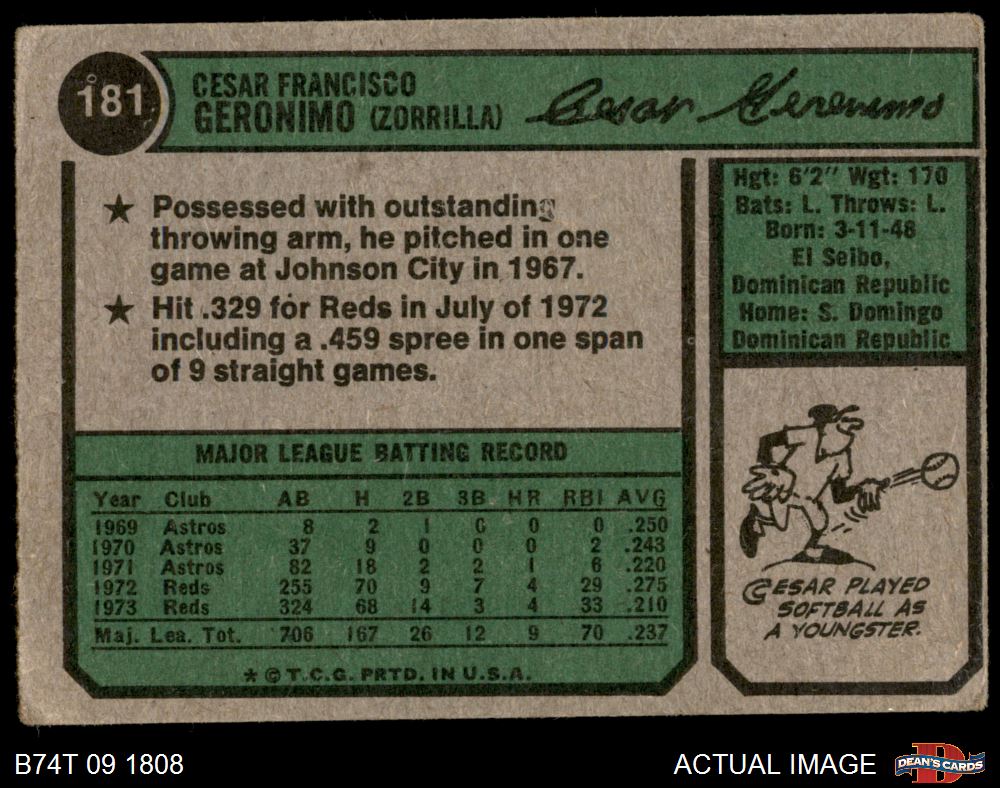 181
CESAR FRANCISCO
GERONIMO (ZORRILLA)
Cesar Geronimo
★ Possessed with outstanding
throwing arm, he pitched in one
game at Johnson City in 1967.
★ Hit .329 for Reds in July of 1972
including a .459 spree in one span
of 9 straight games.
Hgt: 6'2" Wgt: 170
Bats: L. Throws: L.
Born: 3-11-48
El Seibo,
Dominican Republic
Home: S. Domingo
Dominican Republic
MAJOR LEAGUE BATTING RECORD
Year Club AB H 2B 3B HR RBI AVG
1969 Astros 8 2 1 0 0 0 .250
1970 Astros 37 9 0 0 0 2 .243
1971 Astros 82 18 2 2 1 6 .220
1972 Reds 255 70 9 7 4 29 .275
1973 Reds 324 68 14 3 4 33 .210
Maj. Lea. Tot. 706 167 26 12 9 70 .237
* © T.C.G. PRTD. IN U.S.A.
CESAR PLAYED
SOFTBALL AS
A YOUNGSTER.
B74T 09 1808
ACTUAL IMAGE
DEAN'S CARDS